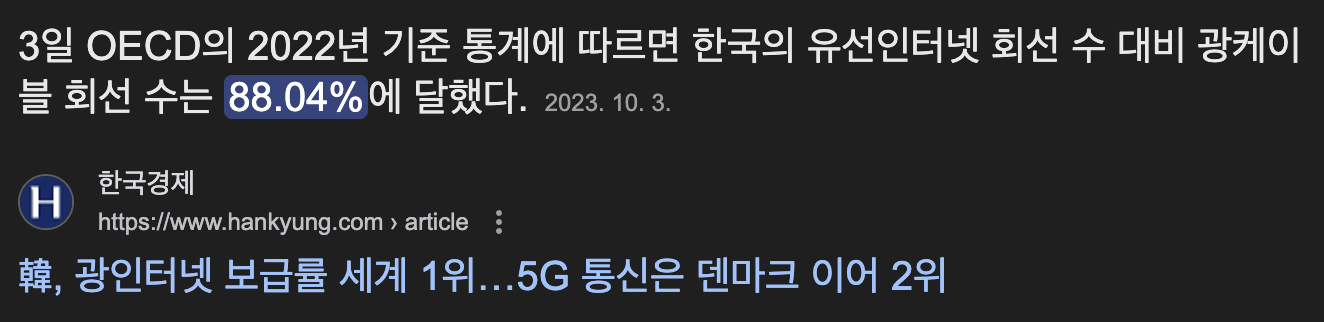 3일 OECD의 2022년 기준 통계에 따르면 한국의 유선인터넷 회선 수 대비 광케이
블 회선 수는 88.04%에 달했다. 2023. 10. 3.
H
한국경제
https://www.hankyung.com › article
韓, 광인터넷 보급률 세계 1위…5G 통신은 덴마크 이어 2위